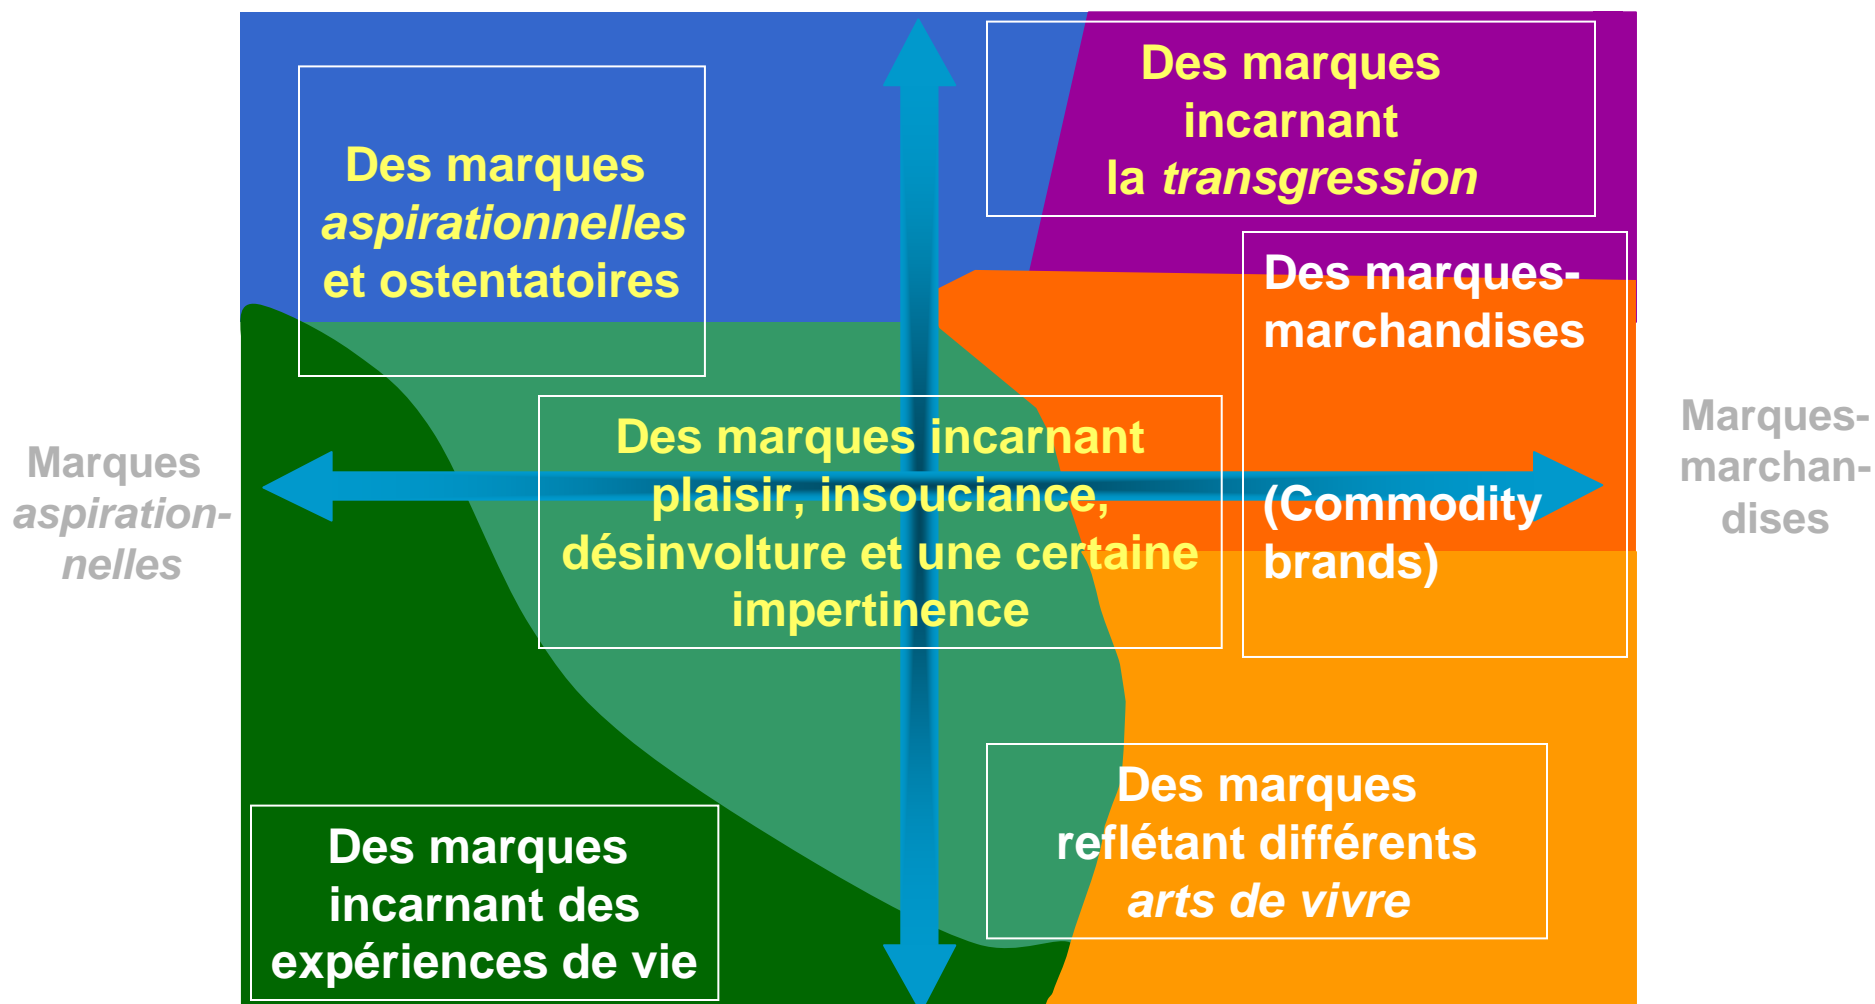 Des marques
incarnant
la transgression
Des marques
aspirationnelles
et ostentatoires
Des marques-
marchandises
(Commodity
brands)
Des marques incarnant
plaisir, insouciance,
désinvolture et une certaine
impertinence
Marques
aspiration-
nelles
Marques-
marchan-
dises
Des marques
reflétant différents
arts de vivre
Des marques
incarnant des
expériences de vie